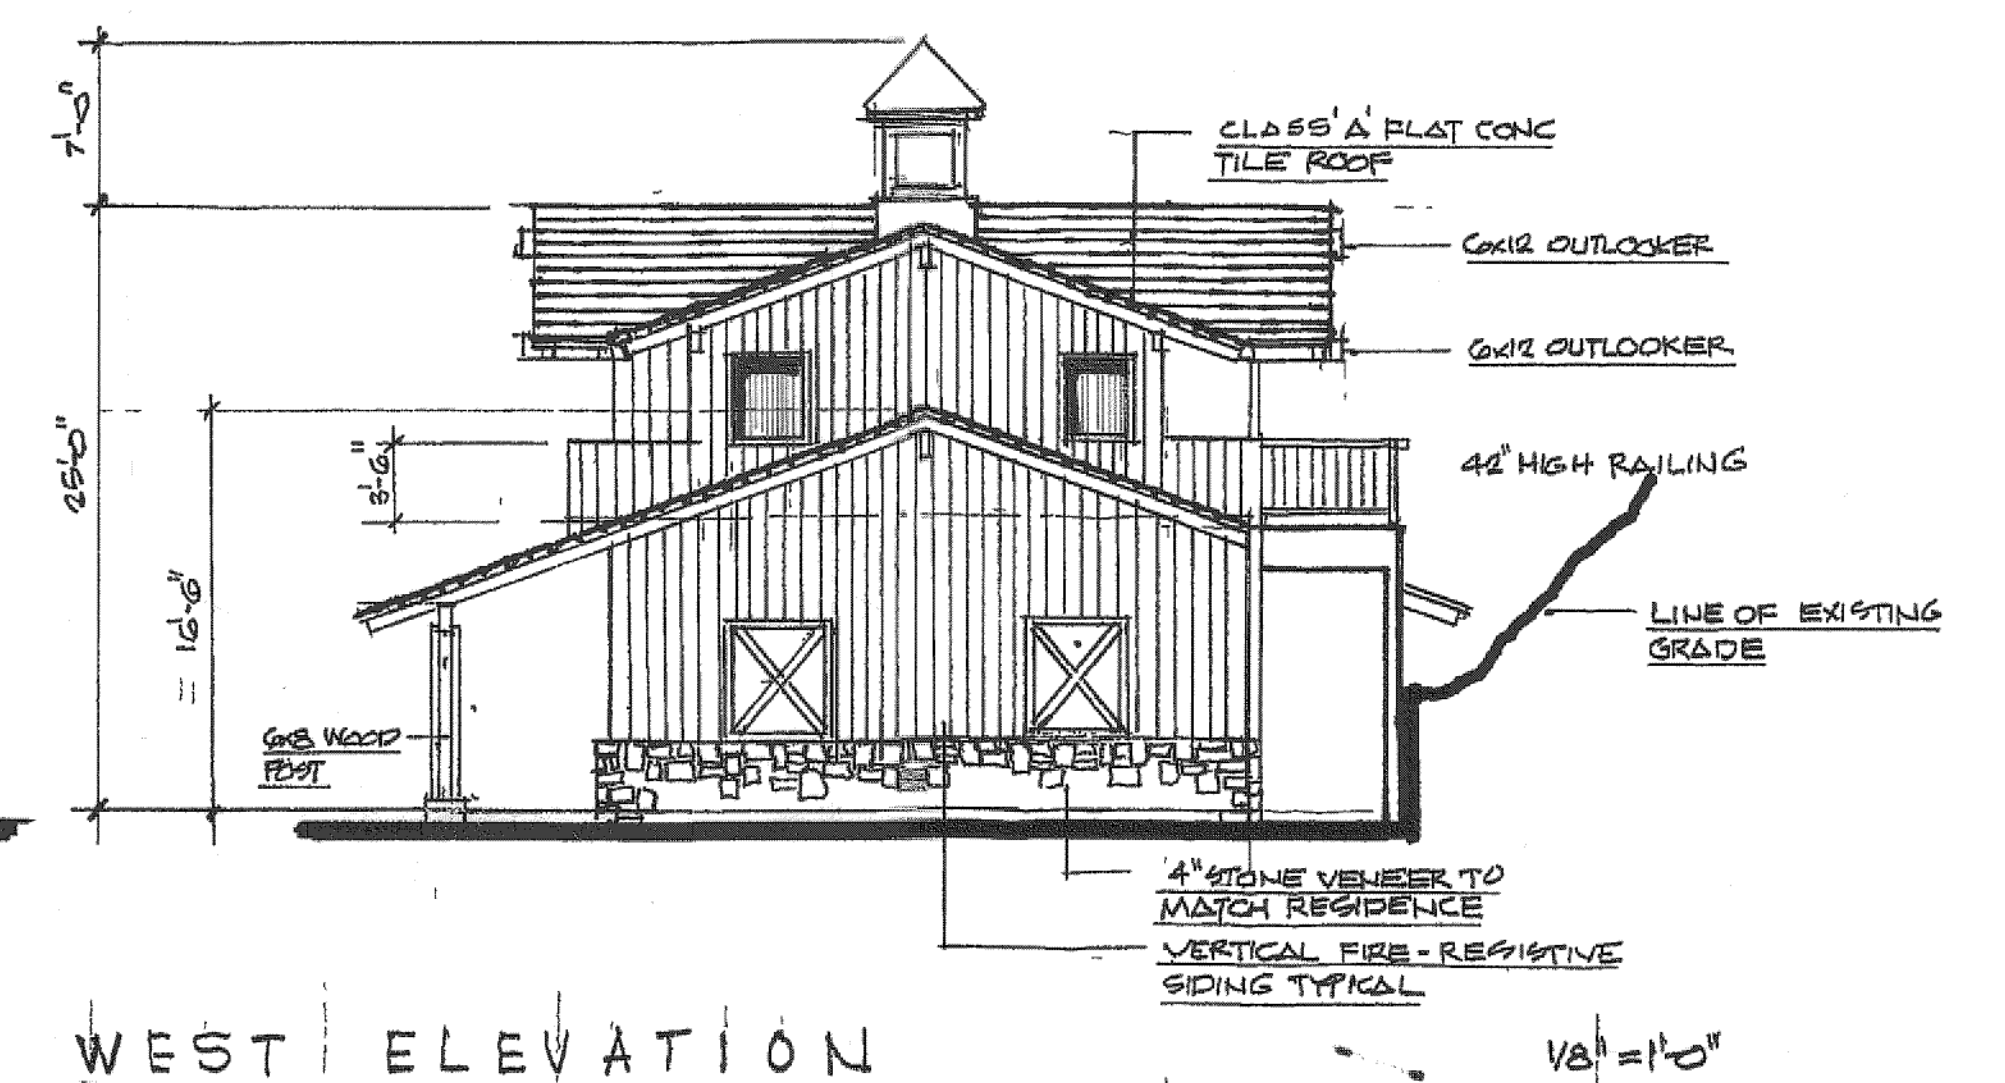 7'-0"
CLASS 'A' FLAT CONC
TILE ROOF
6x12 OUTLOOKER
6x12 OUTLOOKER
25'-0"
3'-6"
42" HIGH RAILING
16'-6"
LINE OF EXISTING
GRADE
6x8 WOOD
POST
4" STONE VENEER TO
MATCH RESIDENCE
VERTICAL FIRE-RESISTIVE
SIDING TYPICAL
WEST ELEVATION
1/8" = 1'-0"